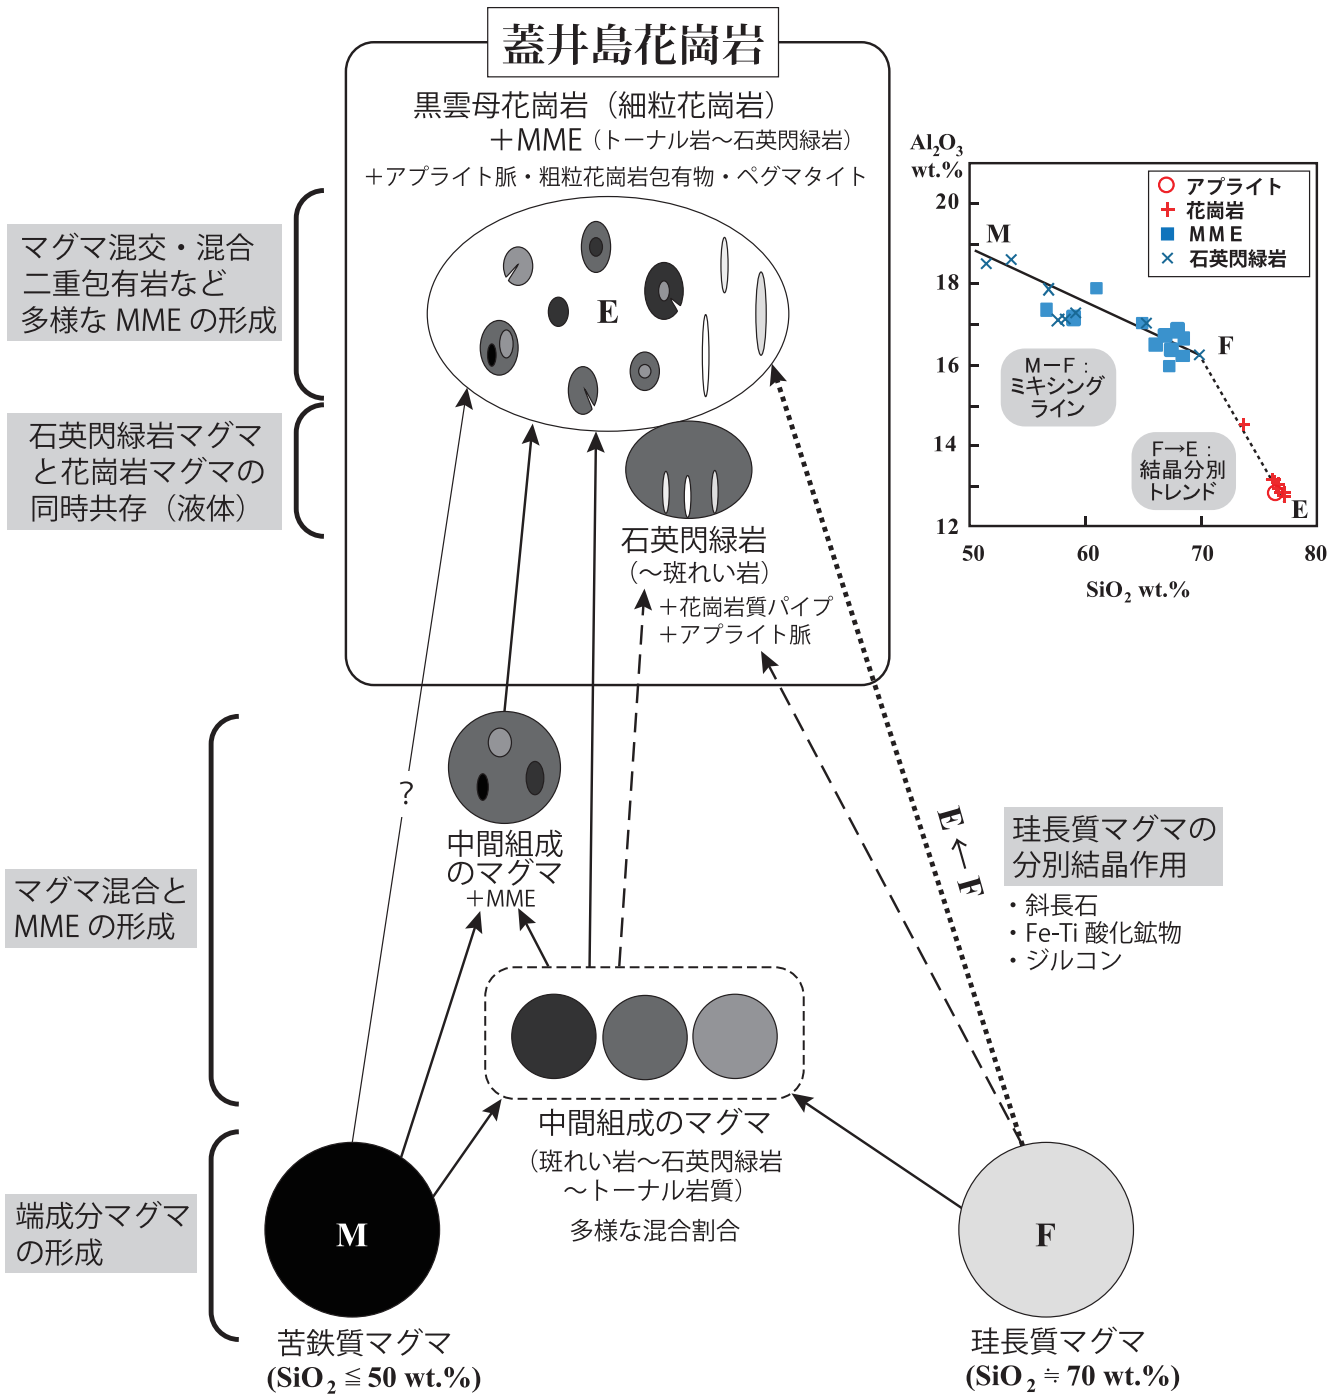 蓋井島花崗岩
黒雲母花崗岩（細粒花崗岩）
＋MME（トーナル岩～石英閃緑岩）
＋アプライト脈・粗粒花崗岩包有物・ペグマタイト
E
石英閃緑岩
（～斑れい岩）
＋花崗岩質パイプ
＋アプライト脈
マグマ混交・混合
二重包有岩など
多様な MME の形成
石英閃緑岩マグマ
と花崗岩マグマの
同時共存（液体）
Al₂O₃
wt.%
20
18
16
14
12
50
60
70
80
SiO₂ wt.%
アプライト
花崗岩
MME
石英閃緑岩
M
F
E
M－F：
ミキシング
ライン
F→E：
結晶分別
トレンド
?
中間組成
のマグマ
＋MME
E←F
珪長質マグマの
分別結晶作用
・斜長石
・Fe-Ti 酸化鉱物
・ジルコン
マグマ混合と
MME の形成
中間組成のマグマ
（斑れい岩～石英閃緑岩
～トーナル岩質）
多様な混合割合
端成分マグマ
の形成
M
苦鉄質マグマ
(SiO₂ ≦ 50 wt.%)
F
珪長質マグマ
(SiO₂ ≒ 70 wt.%)